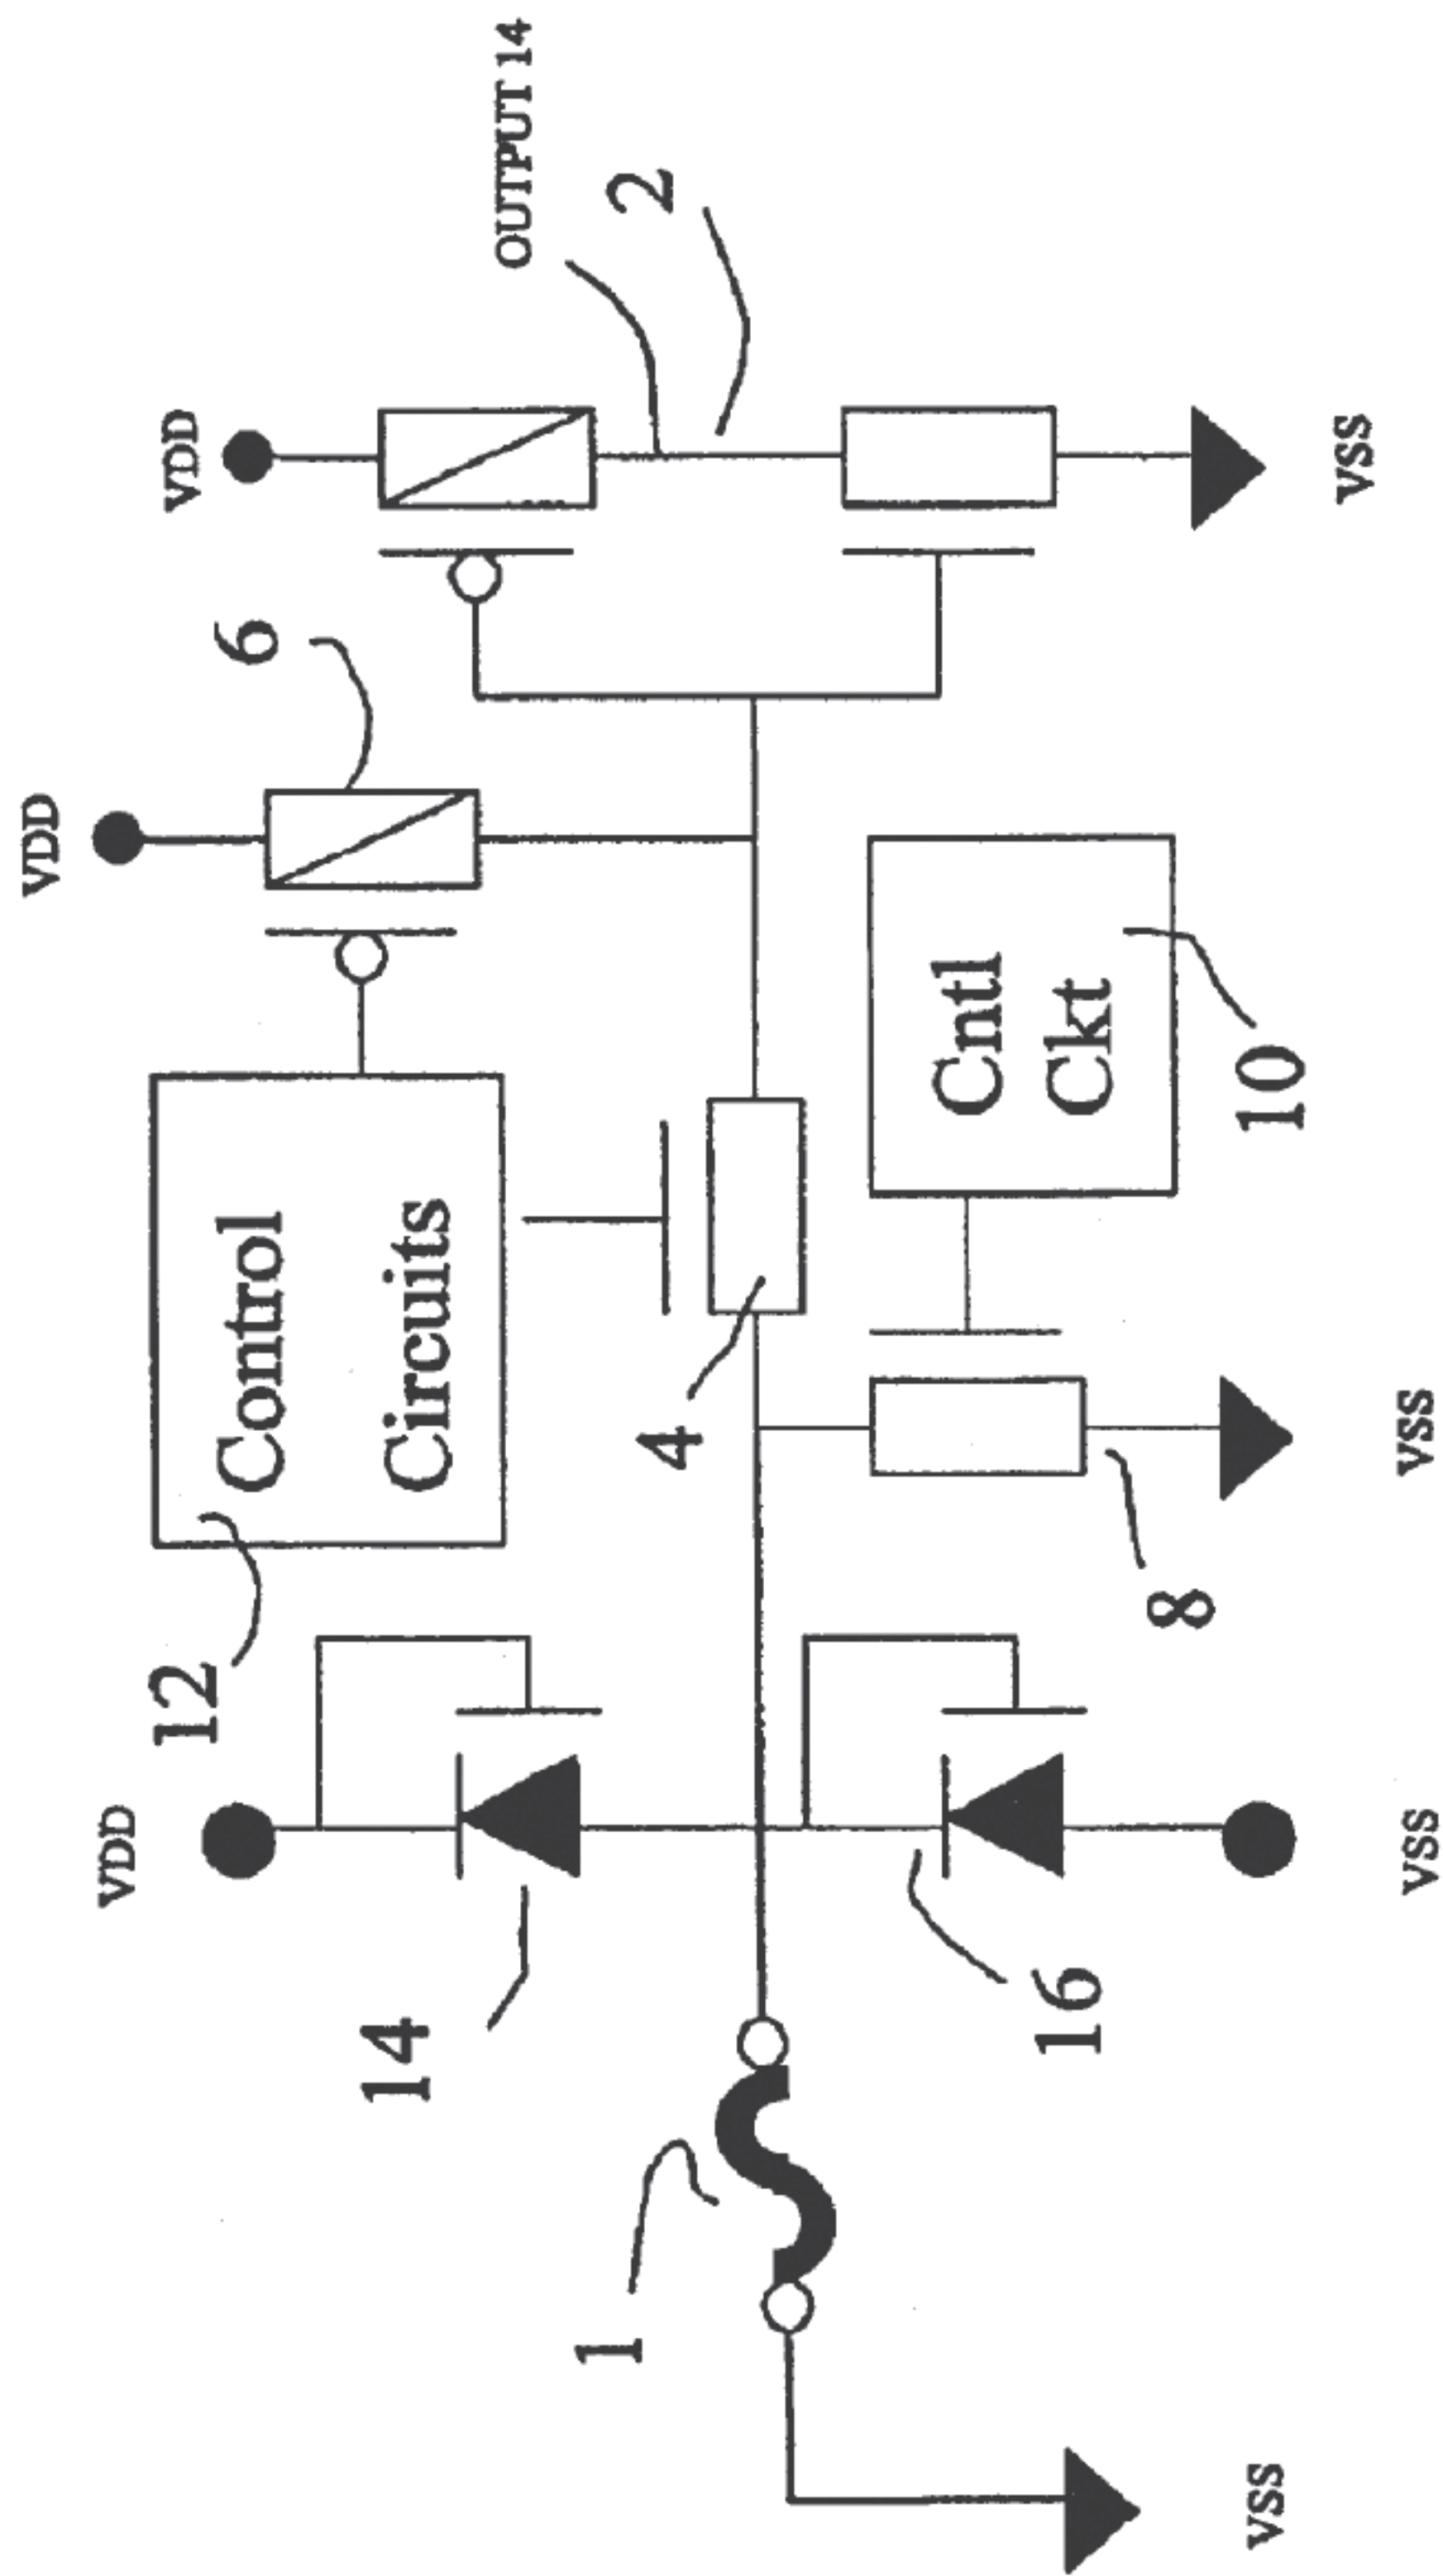 VDD
VDD
VDD
OUTPUT 14
12
Control
Circuits
6
2
14
1
4
Cntl
Ckt
16
8
10
VSS
VSS
VSS
VSS